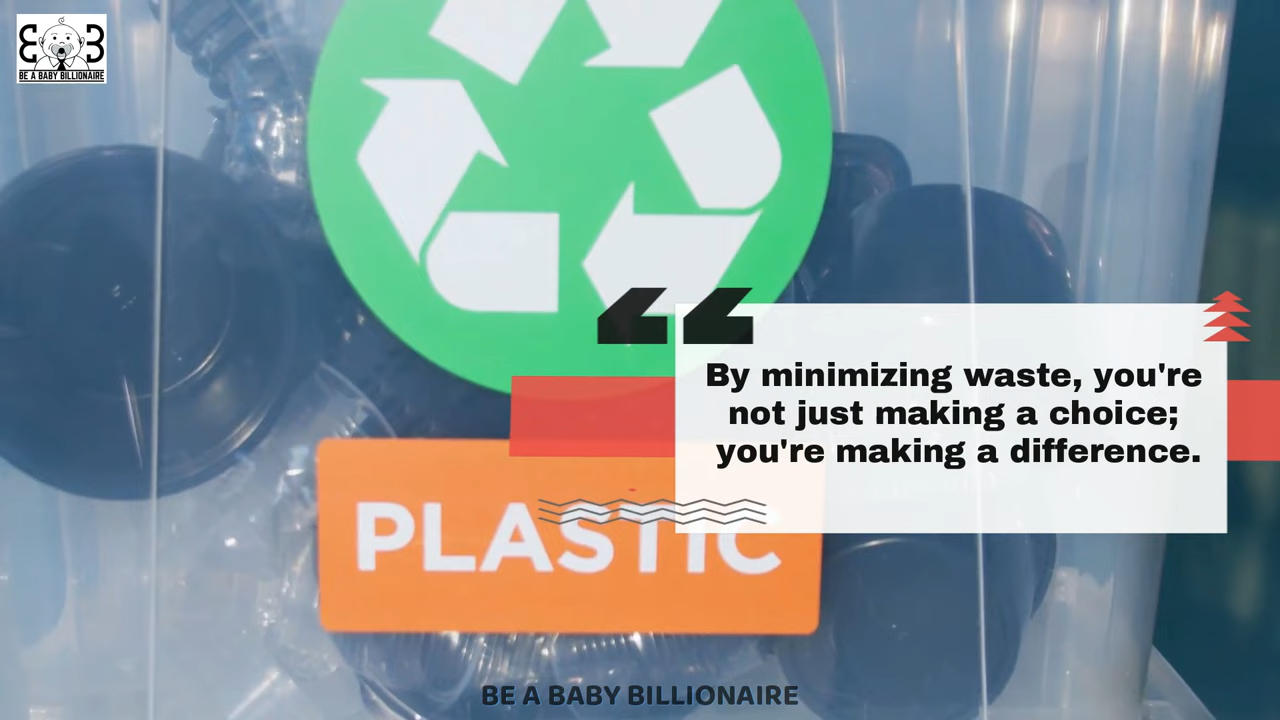 BE A BABY BILLIONAIRE
By minimizing waste, you're
not just making a choice;
you're making a difference.
PLASTIC
BE A BABY BILLIONAIRE